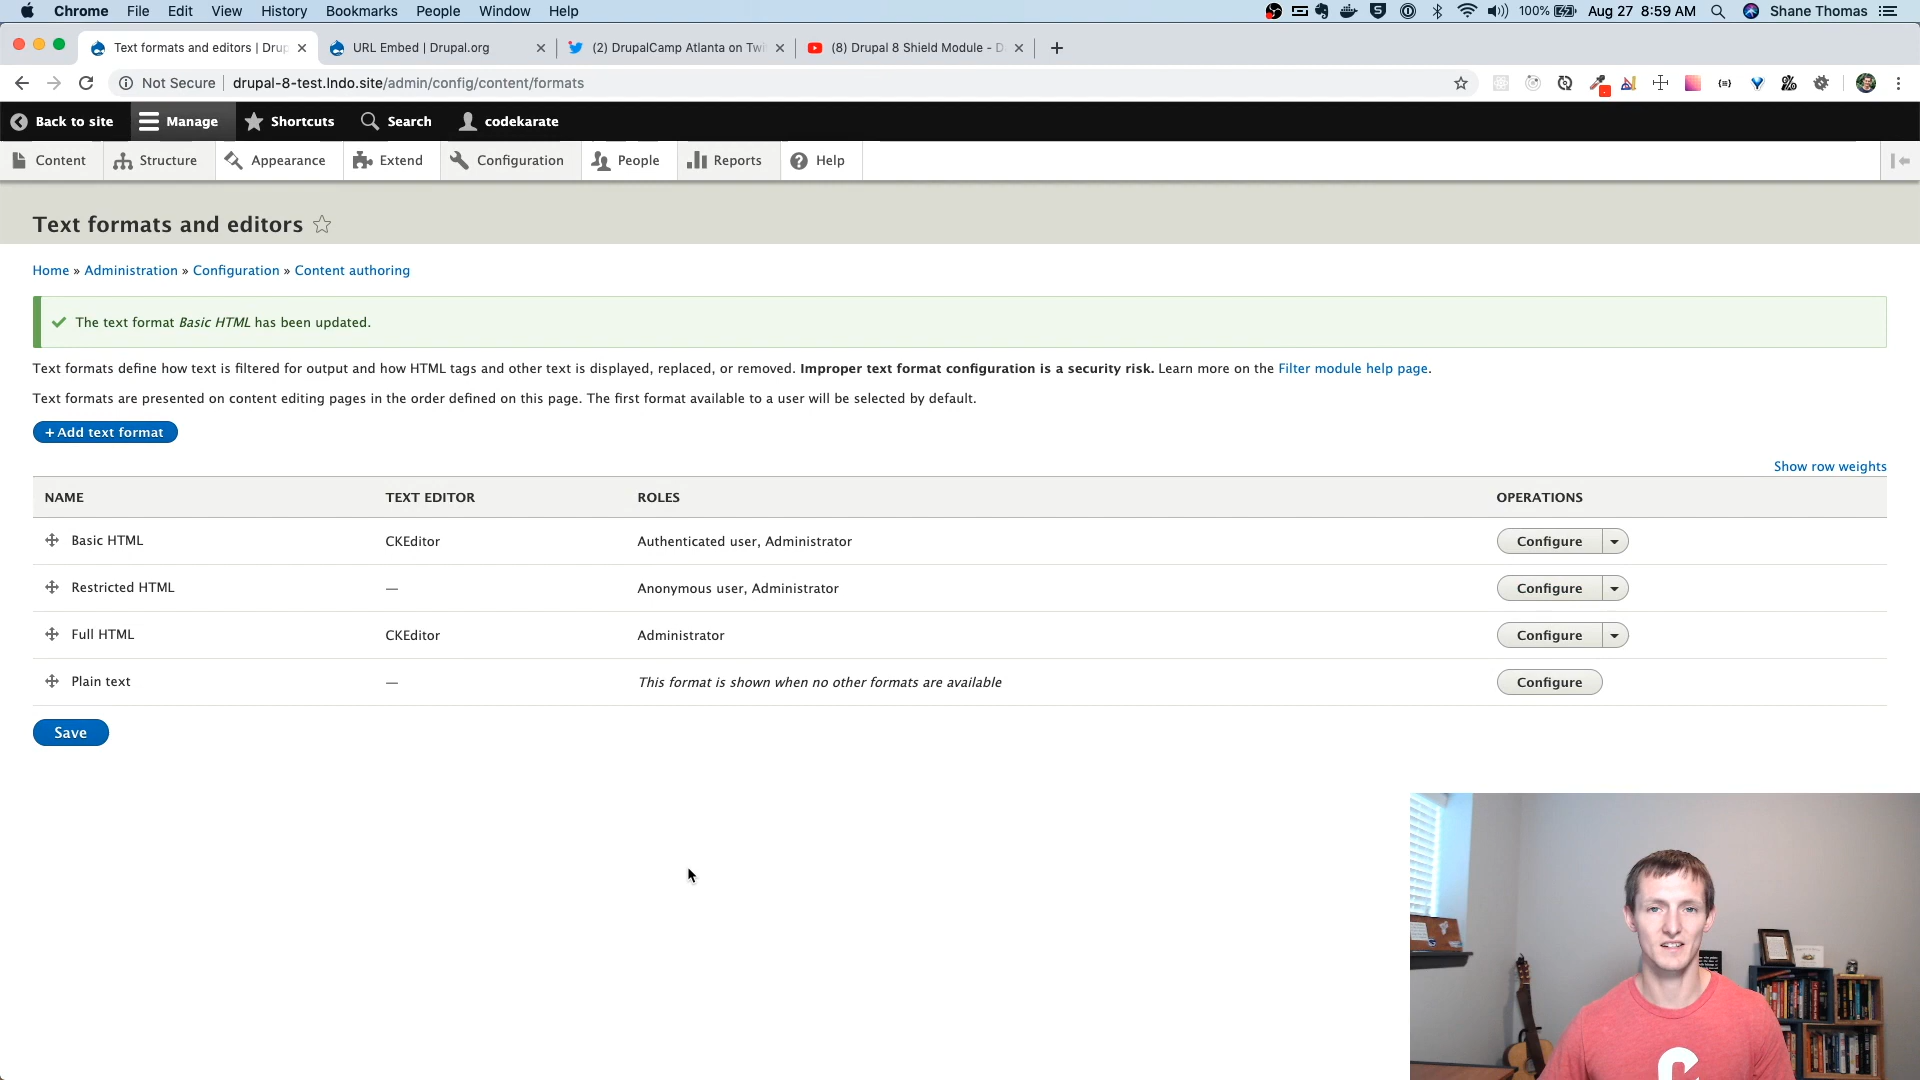 Chrome File Edit View History Bookmarks People Window Help 100% Aug 27 8:59 AM Shane Thomas
Text formats and editors | Drup URL Embed | Drupal.org (2) DrupalCamp Atlanta on Twi (8) Drupal 8 Shield Module - D
Not Secure drupal-8-test.lndo.site/admin/config/content/formats
Back to site Manage Shortcuts Search codekarate
Content Structure Appearance Extend Configuration People Reports Help
Text formats and editors
Home » Administration » Configuration » Content authoring
The text format Basic HTML has been updated.
Text formats define how text is filtered for output and how HTML tags and other text is displayed, replaced, or removed. Improper text format configuration is a security risk. Learn more on the Filter module help page.
Text formats are presented on content editing pages in the order defined on this page. The first format available to a user will be selected by default.
+ Add text format
Show row weights
NAME TEXT EDITOR ROLES OPERATIONS
Basic HTML CKEditor Authenticated user, Administrator Configure
Restricted HTML — Anonymous user, Administrator Configure
Full HTML CKEditor Administrator Configure
Plain text — This format is shown when no other formats are available Configure
Save